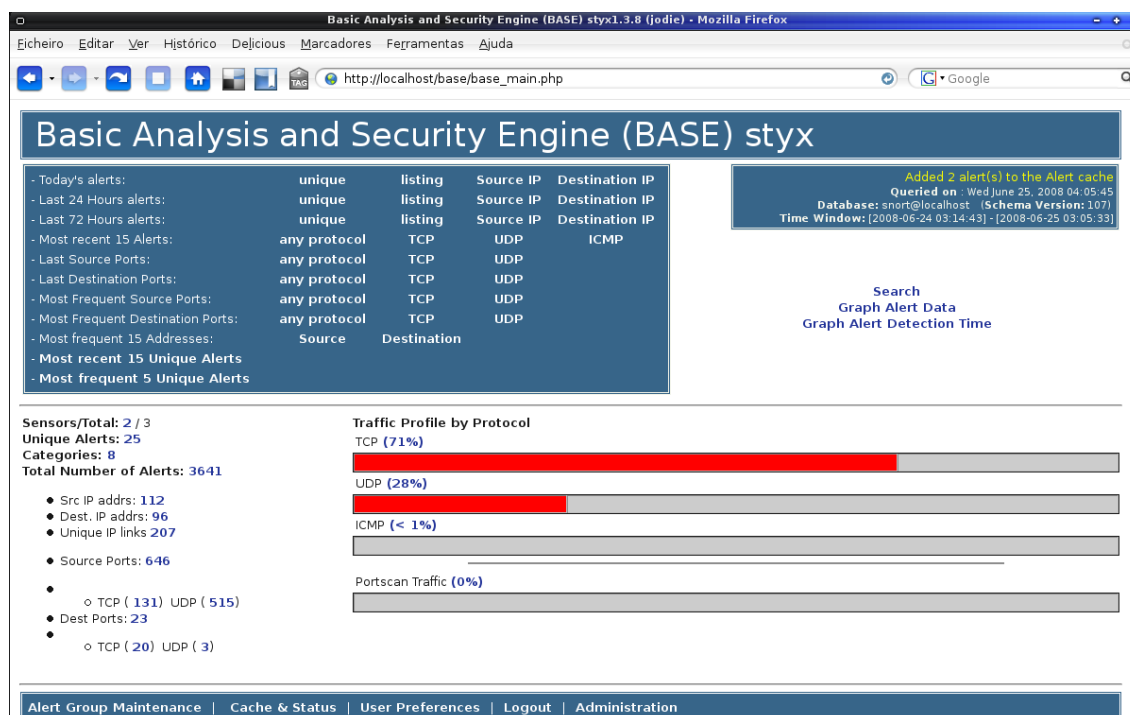 Basic Analysis and Security Engine (BASE) styx1.3.8 (jodie) - Mozilla Firefox
Ficheiro Editar Ver Histórico Delicious Marcadores Ferramentas Ajuda
TAG http://localhost/base/base_main.php G Google
Basic Analysis and Security Engine (BASE) styx
- Today's alerts: unique listing Source IP Destination IP
- Last 24 Hours alerts: unique listing Source IP Destination IP
- Last 72 Hours alerts: unique listing Source IP Destination IP
- Most recent 15 Alerts: any protocol TCP UDP ICMP
- Last Source Ports: any protocol TCP UDP
- Last Destination Ports: any protocol TCP UDP
- Most Frequent Source Ports: any protocol TCP UDP
- Most Frequent Destination Ports: any protocol TCP UDP
- Most frequent 15 Addresses: Source Destination
- Most recent 15 Unique Alerts
- Most frequent 5 Unique Alerts
Added 2 alert(s) to the Alert cache
Queried on : Wed June 25, 2008 04:05:45
Database: snort@localhost (Schema Version: 107)
Time Window: [2008-06-24 03:14:43] - [2008-06-25 03:05:33]
Search
Graph Alert Data
Graph Alert Detection Time
Sensors/Total: 2 / 3
Unique Alerts: 25
Categories: 8
Total Number of Alerts: 3641
Src IP addrs: 112
Dest. IP addrs: 96
Unique IP links 207
Source Ports: 646
TCP ( 131) UDP ( 515)
Dest Ports: 23
TCP ( 20) UDP ( 3)
Traffic Profile by Protocol
TCP (71%)
UDP (28%)
ICMP (< 1%)
Portscan Traffic (0%)
Alert Group Maintenance | Cache & Status | User Preferences | Logout | Administration